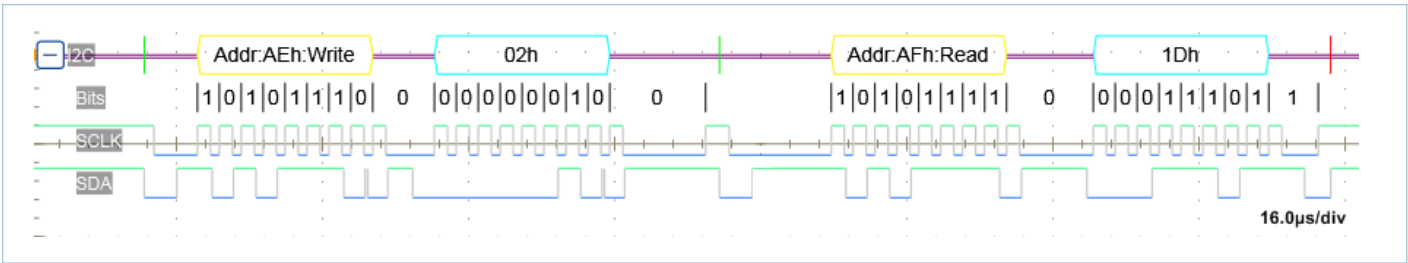 I2C Addr:AEh:Write 02h Addr:AFh:Read 1Dh
Bits |1|0|1|0|1|1|1|0| 0 |0|0|0|0|0|0|1|0| 0 | |1|0|1|0|1|1|1|1| 0 |0|0|0|1|1|1|0|1| 1 |
SCLK
SDA
16.0µs/div